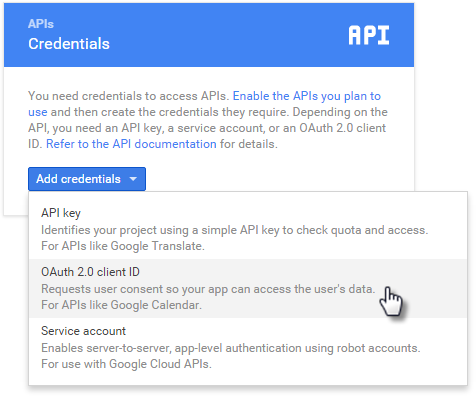 APIs
Credentials
API
You need credentials to access APIs. Enable the APIs you plan to
use and then create the credentials they require. Depending on the
API, you need an API key, a service account, or an OAuth 2.0 client
ID. Refer to the API documentation for details.
Add credentials
API key
Identifies your project using a simple API key to check quota and access.
For APIs like Google Translate.
OAuth 2.0 client ID
Requests user consent so your app can access the user's data.
For APIs like Google Calendar.
Service account
Enables server-to-server, app-level authentication using robot accounts.
For use with Google Cloud APIs.